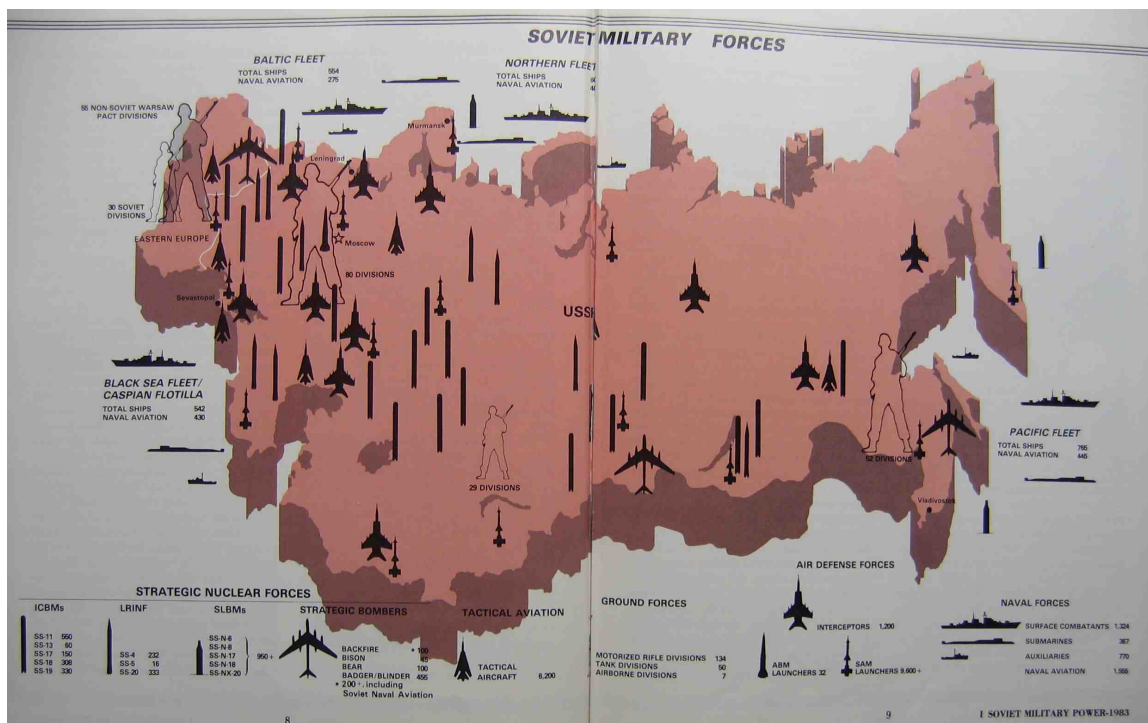 SOVIET MILITARY FORCES
BALTIC FLEET
TOTAL SHIPS 554
NAVAL AVIATION 275
NORTHERN FLEET
TOTAL SHIPS
NAVAL AVIATION
55 NON-SOVIET WARSAW
PACT DIVISIONS
Murmansk
Leningrad
30 SOVIET
DIVISIONS
EASTERN EUROPE
Moscow
80 DIVISIONS
Sevastopol
USSR
BLACK SEA FLEET/
CASPIAN FLOTILLA
TOTAL SHIPS 542
NAVAL AVIATION 430
PACIFIC FLEET
TOTAL SHIPS 755
NAVAL AVIATION 445
52 DIVISIONS
29 DIVISIONS
Vladivostok
STRATEGIC NUCLEAR FORCES
ICBMs
SS-11 550
SS-13 60
SS-17 150
SS-18 308
SS-19 330
LRINF
SS-4 232
SS-5 16
SS-20 333
SLBMs
SS-N-6
SS-N-8
SS-N-17
SS-N-18
SS-NX-20
950+
STRATEGIC BOMBERS
BACKFIRE * 100
BISON 45
BEAR 100
BADGER/BLINDER 455
* 200+, including
Soviet Naval Aviation
TACTICAL AVIATION
TACTICAL
AIRCRAFT 6,200
GROUND FORCES
MOTORIZED RIFLE DIVISIONS 134
TANK DIVISIONS 50
AIRBORNE DIVISIONS 7
AIR DEFENSE FORCES
INTERCEPTORS 1,200
ABM
LAUNCHERS 32
SAM
LAUNCHERS 9,600+
NAVAL FORCES
SURFACE COMBATANTS 1,324
SUBMARINES 367
AUXILIARIES 770
NAVAL AVIATION 1,555
8
9
I SOVIET MILITARY POWER-1983